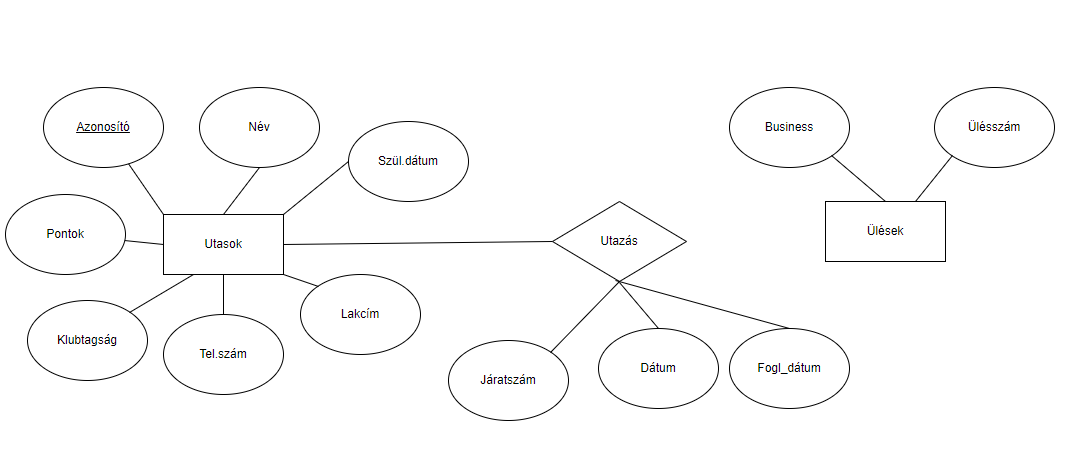 Azonosító
Név
Business
Ülésszám
Szül.dátum
Pontok
Utasok
Utazás
Ülések
Klubtagság
Tel.szám
Lakcím
Járatszám
Dátum
Fogl_dátum